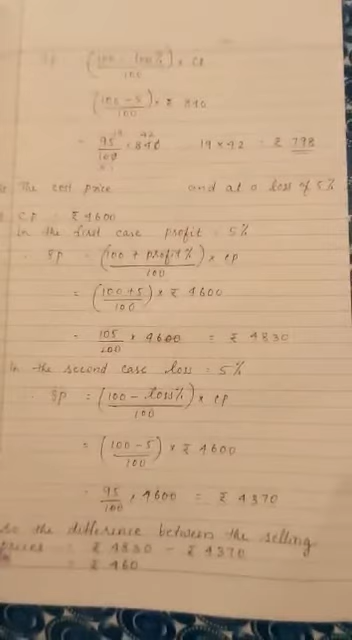 SP = (100 - loss% / 100) × CP
(100 - 5 / 100) × ₹ 840
= 95 / 100 × 840 19 × 42 = ₹ 798
The cost price and at a loss of 5%
CP = ₹ 4600
In the first case profit = 5%
SP = (100 + profit % / 100) × CP
= (100 + 5 / 100) × ₹ 4600
= 105 / 100 × 4600 = ₹ 4830
In the second case loss = 5%
SP = (100 - loss% / 100) × CP
= (100 - 5 / 100) × ₹ 4600
= 95 / 100 × 4600 = ₹ 4370
so the difference between the selling
prices = ₹ 4830 - ₹ 4370
= ₹ 460